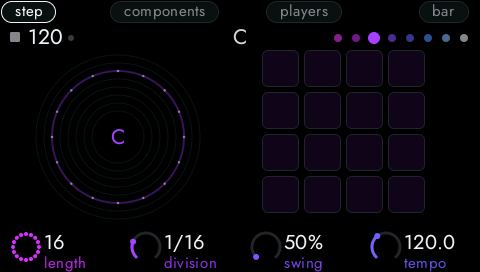 step components players bar
120 C
C
16 1/16 50% 120.0
length division swing tempo